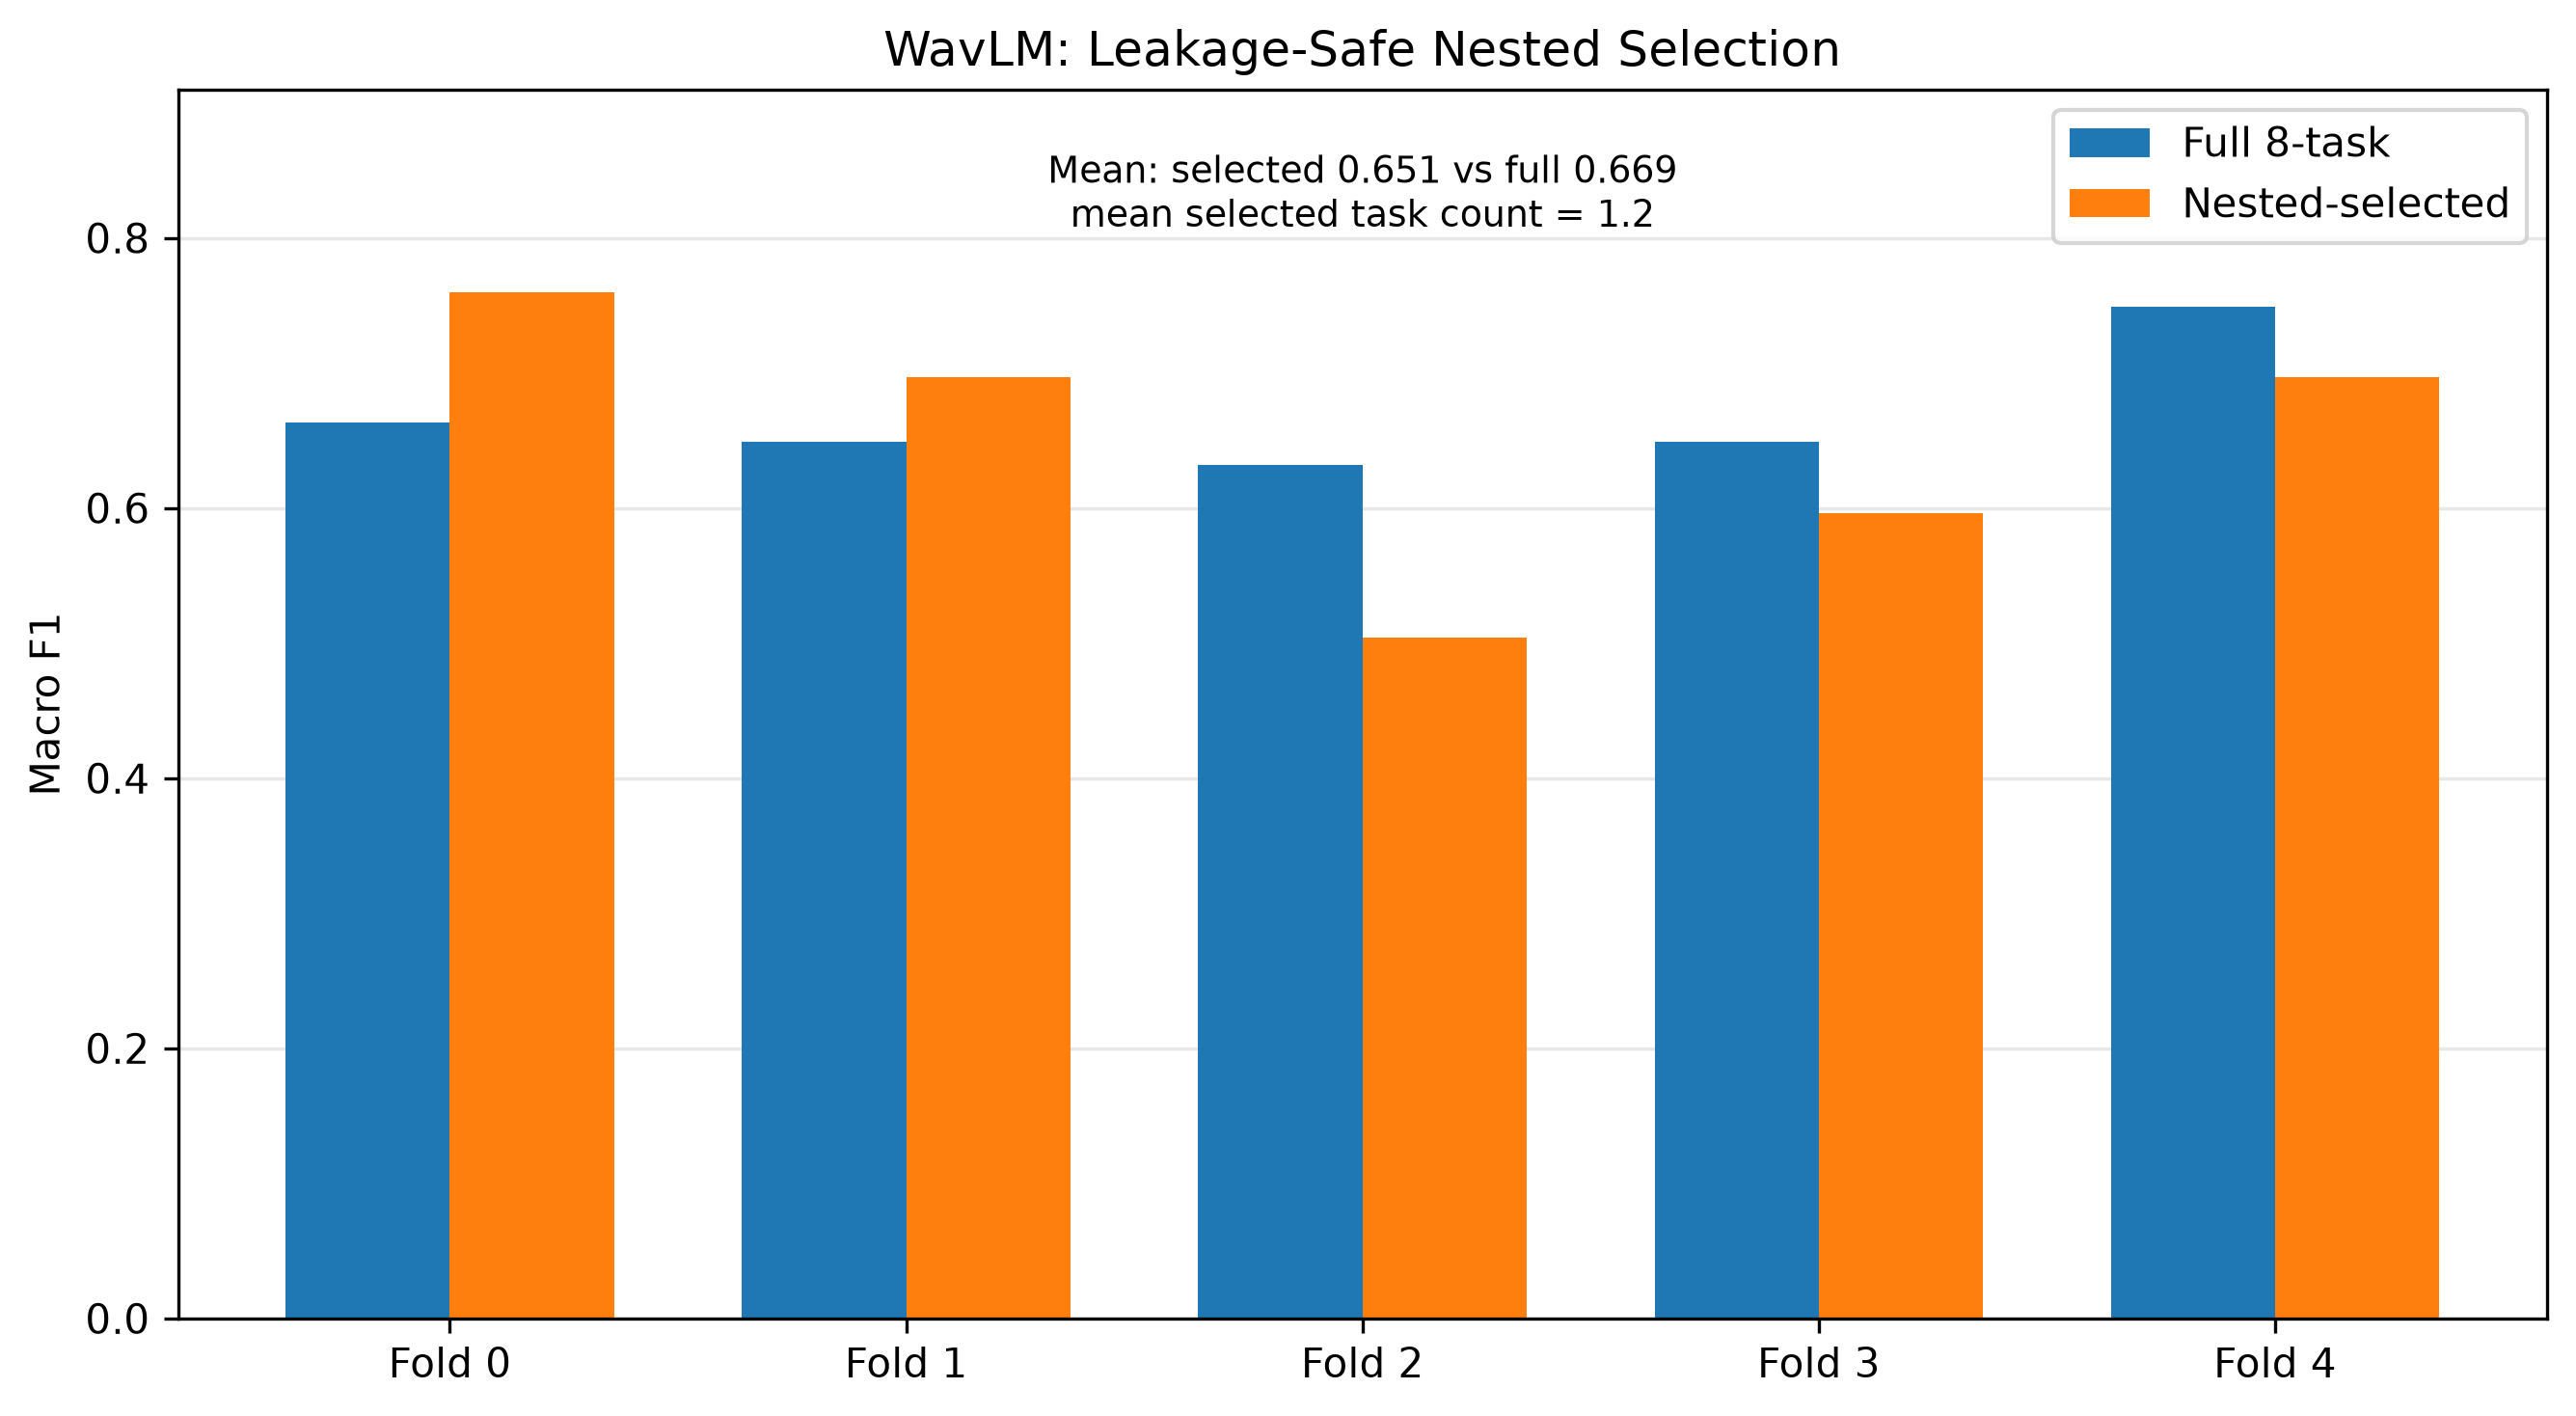 WavLM: Leakage-Safe Nested Selection
Mean: selected 0.651 vs full 0.669
mean selected task count = 1.2
Full 8-task
Nested-selected
Macro F1
0.8
0.6
0.4
0.2
0.0
Fold 0
Fold 1
Fold 2
Fold 3
Fold 4